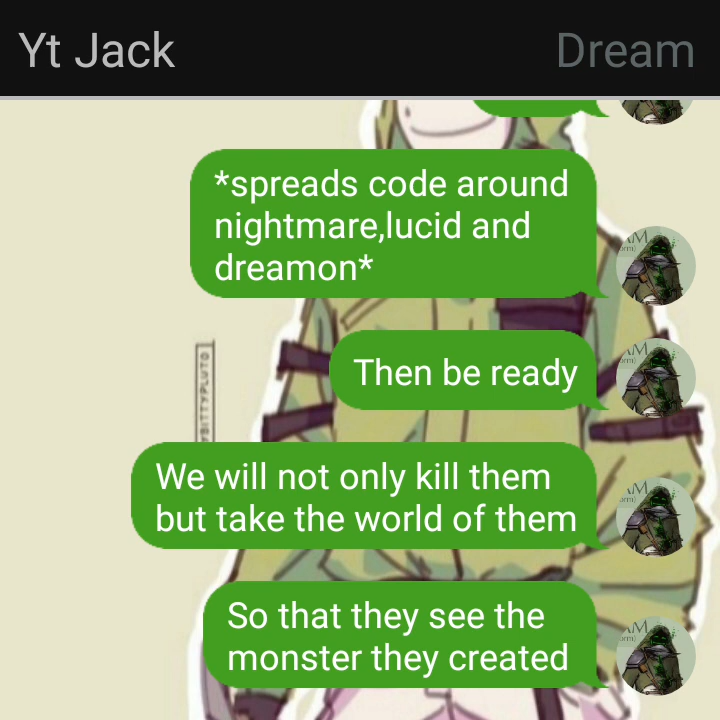 Yt Jack
Dream
*spreads code around
nightmare,lucid and
dreamon*
Then be ready
We will not only kill them
but take the world of them
So that they see the
monster they created